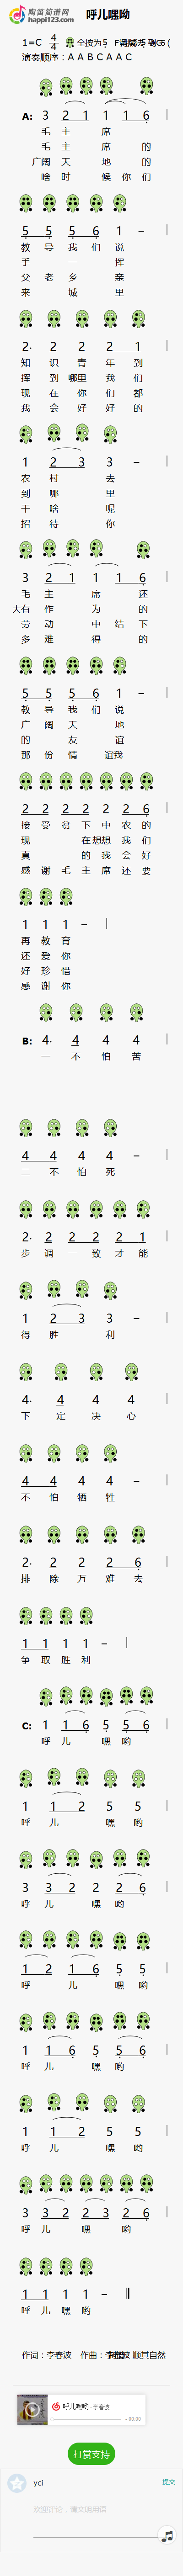 陶笛简谱网
happi123.com
呼儿嘿呦
1=C 4/4 全按为5̣
演奏顺序: A A B C A A C
A: 3 2 1 1 1 6̣
毛 主 席
毛 主 席 的
广阔 天 地 的
啥 时 候 你 们
5̣ 5̣ 5̣ 6̣ 1 –
教 导 我 们 说
手 一 挥
父 老 乡 亲
来 城 里
2. 2 2 2 1
知 识 青 年 到
挥 到 哪里 我 们
现 在 你 们 都
我 会 好 好 的
1 2 3 3 –
农 村 去
到 哪 里
干 啥 呢
招 待 你
3 2 1 1 1 6̣
毛 主 席 还
大有 作 为 的
劳 动 中 结 下
多 难 得 的
5̣ 5̣ 5̣ 6̣ 1 –
教 导 我 们 说
广 阔 天 地
的 友 谊
那 份 情 谊我
2 2 2 2 2 2 6̣
接 受 贫 下 中 农 的
现 在想想 我 们
真 的 我 会 好
感 谢 毛 主 席 还 要
1 1 1 –
再 教 育
还 爱 你
好 珍 惜
感 谢 你
B: 4. 4 4 4
一 不 怕 苦
4 4 4 4 –
二 不 怕 死
2. 2 2 2 2 1
步 调 一 致 才 能
1 2 3 3 –
得 胜 利
4. 4 4 4
下 定 决 心
4 4 4 4 –
不 怕 牺 牲
2. 2 2 2 6̣
排 除 万 难 去
1 1 1 1 –
争 取 胜 利
C: 1 1 6̣ 5̣ 5̣ 6̣
呼 儿 嘿 哟
1 1 2 5 5
呼 儿 嘿 哟
3 3 2 2 2 6̣
呼 儿 嘿 哟
1 2 1 6̣ 5̣ 5̣
呼 儿 嘿 哟
1 1 6̣ 5̣ 5̣ 6̣
呼 儿 嘿 哟
1 1 2 5 5
呼 儿 嘿 哟
3 3 2 2 3 2 6̣
呼 儿 嘿 哟
1 1 1 1 –
呼 儿 嘿 哟
作词: 李春波 作曲: 顺其自然
呼儿嘿哟 - 李春波
- 00:00
打赏支持
yci 提交
欢迎评论，请文明用语